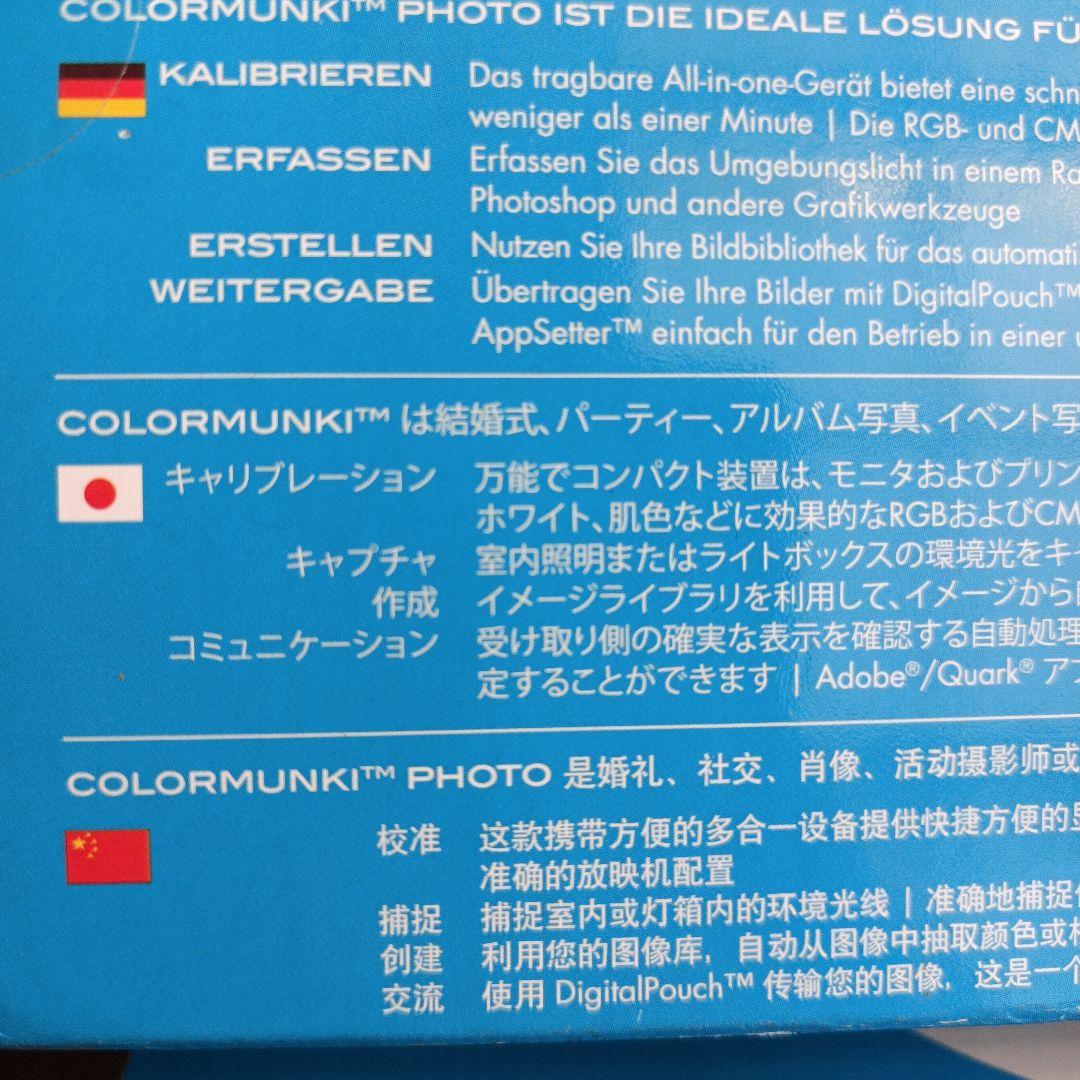 COLORMUNKI™ PHOTO IST DIE IDEALE LÖSUNG FÜ
KALIBRIEREN Das tragbare All-in-one-Gerät bietet eine schn
weniger als einer Minute | Die RGB- und CM
ERFASSEN Erfassen Sie das Umgebungslicht in einem Ra
Photoshop und andere Grafikwerkzeuge
ERSTELLEN Nutzen Sie Ihre Bildbibliothek für das automati
WEITERGABE Übertragen Sie Ihre Bilder mit DigitalPouch™
AppSetter™ einfach für den Betrieb in einer u
COLORMUNKI™ は結婚式、パーティー、アルバム写真、イベント写
キャリブレーション 万能でコンパクト装置は、モニタおよびプリン
ホワイト、肌色などに効果的なRGBおよびCM
キャプチャ 室内照明またはライトボックスの環境光をキャ
作成 イメージライブラリを利用して、イメージから
コミュニケーション 受け取り側の確実な表示を確認する自動処理
定することができます | Adobe®/Quark® アプ
COLORMUNKI™ PHOTO 是婚礼、社交、肖像、活动摄影师或
校准 这款携带方便的多合一设备提供快捷方便的显
准确的放映机配置
捕捉 捕捉室内或灯箱内的环境光线 | 准确地捕捉
创建 利用您的图像库，自动从图像中抽取颜色或
交流 使用 DigitalPouch™ 传输您的图像，这是一个